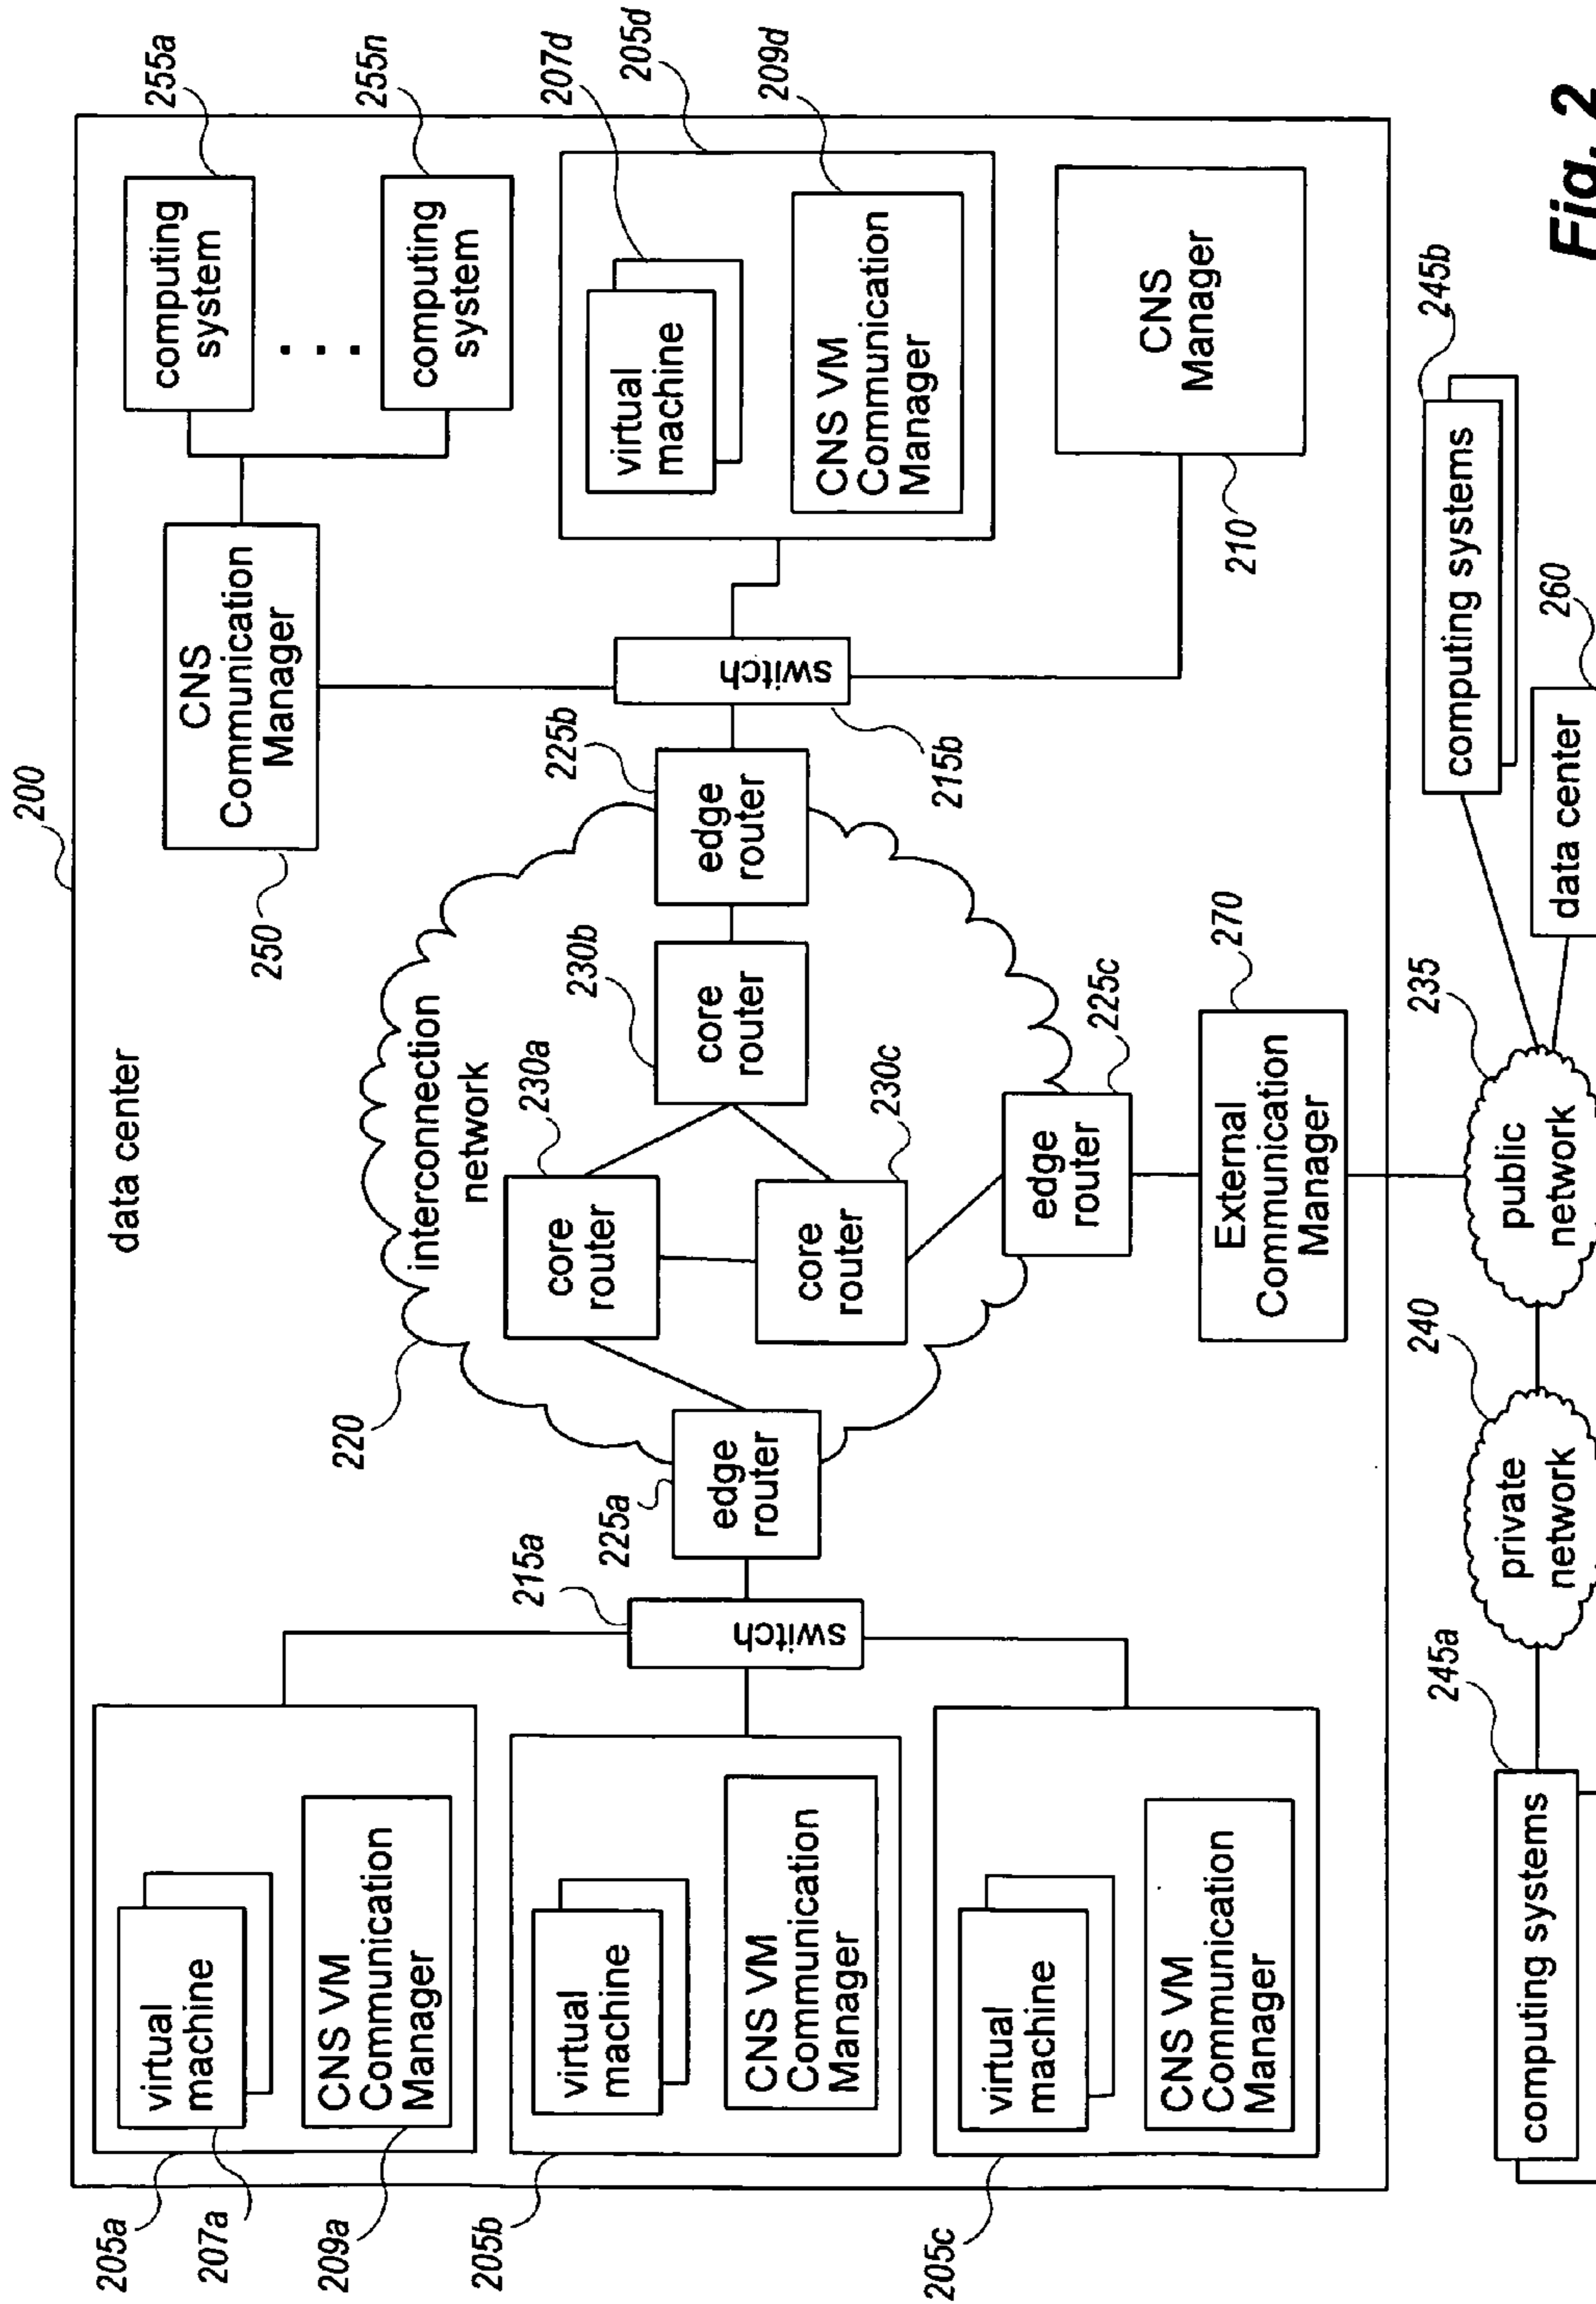 200
data center
205a
207a
209a
virtual
machine
CNS VM
Communication
Manager
205b
virtual
machine
CNS VM
Communication
Manager
205c
virtual
machine
CNS VM
Communication
Manager
215a
switch
225a
edge
router
220
interconnection
network
230a
core
router
230b
core
router
230c
core
router
225b
edge
router
225c
edge
router
215b
switch
250
CNS
Communication
Manager
255a
computing
system
. . .
255n
computing
system
207d
205d
209d
virtual
machine
CNS VM
Communication
Manager
210
CNS
Manager
270
External
Communication
Manager
245a
computing systems
240
private
network
235
public
network
245b
computing systems
260
data center
Fig. 2